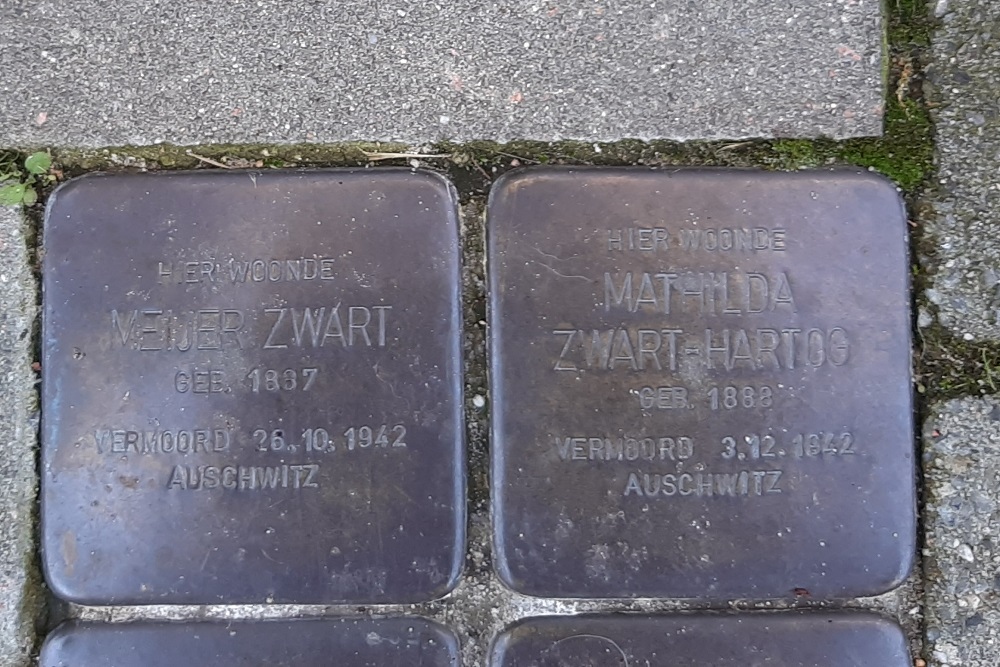 HIER WOONDE
MEIJER ZWART
GEB. 1887
VERMOORD 26.10.1942
AUSCHWITZ
HIER WOONDE
MATHILDA
ZWART-HARTOG
GEB. 1888
VERMOORD 3.12.1942
AUSCHWITZ